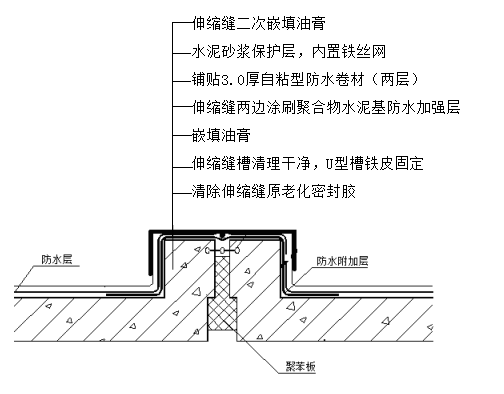 伸缩缝二次嵌填油膏
水泥砂浆保护层，内置铁丝网
铺贴3.0厚自粘型防水卷材（两层）
伸缩缝两边涂刷聚合物水泥基防水加强层
嵌填油膏
伸缩缝槽清理干净，U型槽铁皮固定
清除伸缩缝原老化密封胶
防水层
防水附加层
聚苯板